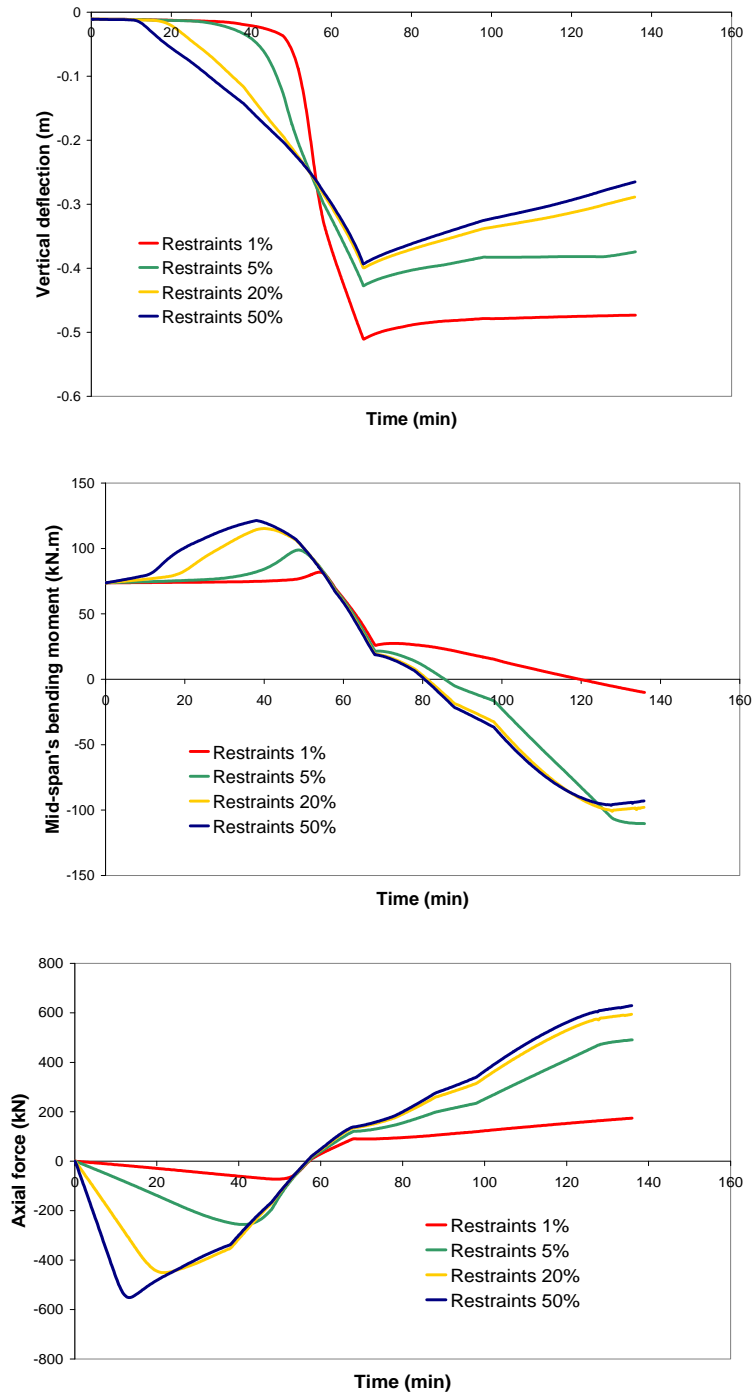 0
0 20 40 60 80 100 120 140 160
-0.1
-0.2
-0.3
-0.4
-0.5
-0.6
Vertical deflection (m)
Restraints 1%
Restraints 5%
Restraints 20%
Restraints 50%
Time (min)
150
100
50
0
-50
-100
-150
0 20 40 60 80 100 120 140 160
Mid-span's bending moment (kN.m)
Restraints 1%
Restraints 5%
Restraints 20%
Restraints 50%
Time (min)
800
600
400
200
0
-200
-400
-600
-800
0 20 40 60 80 100 120 140 160
Axial force (kN)
Restraints 1%
Restraints 5%
Restraints 20%
Restraints 50%
Time (min)